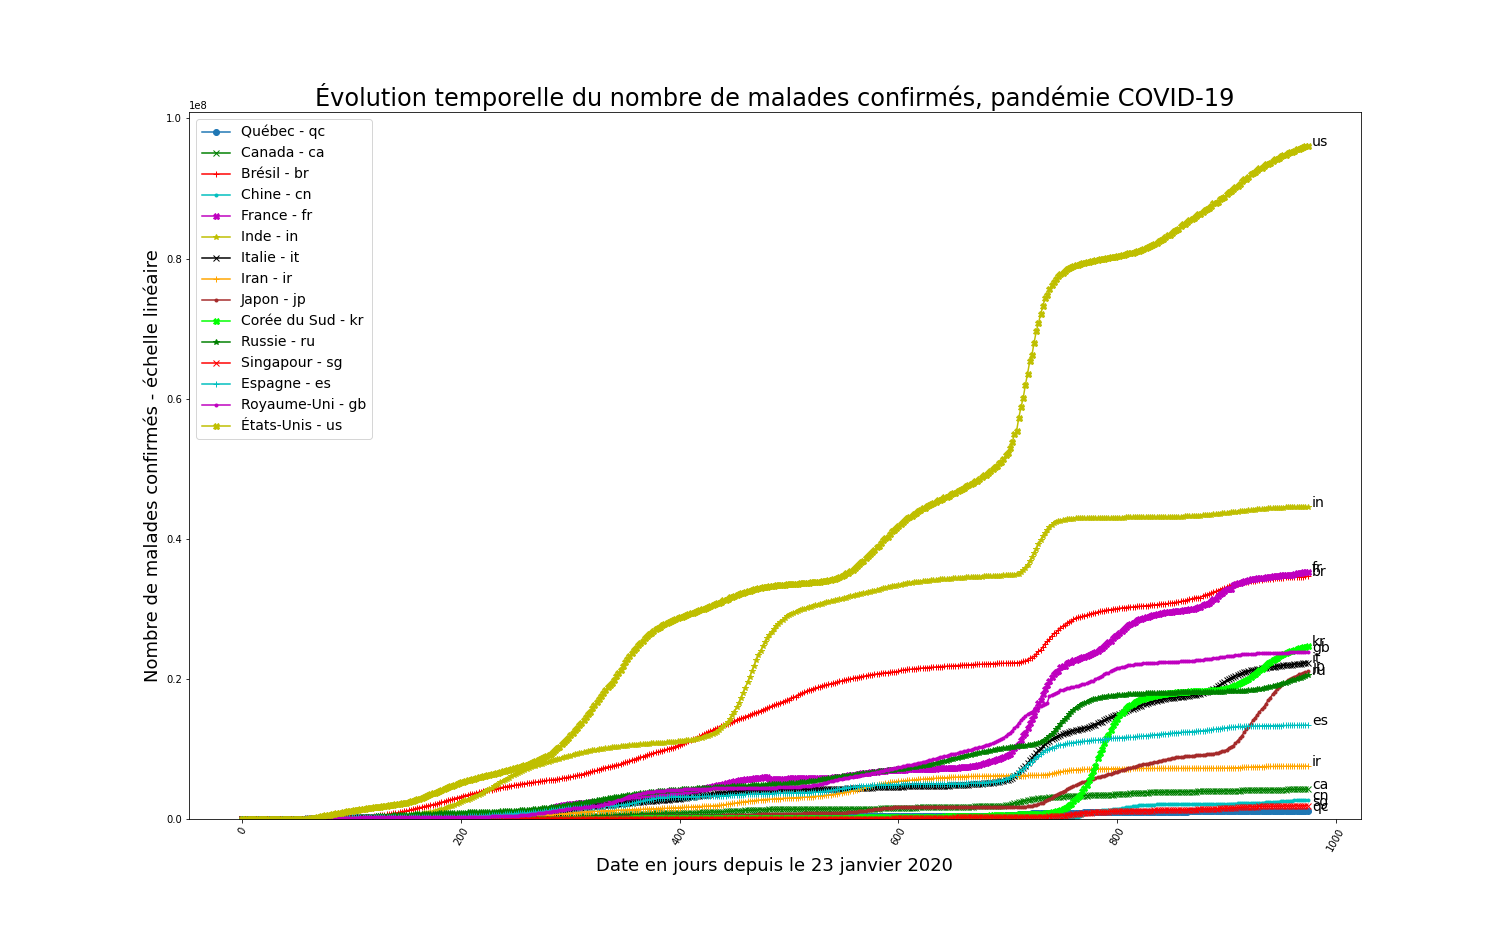 Évolution temporelle du nombre de malades confirmés, pandémie COVID-19
1e8
1.0
0.8
0.6
0.4
0.2
0.0
Nombre de malades confirmés - échelle linéaire
Québec - qc
Canada - ca
Brésil - br
Chine - cn
France - fr
Inde - in
Italie - it
Iran - ir
Japon - jp
Corée du Sud - kr
Russie - ru
Singapour - sg
Espagne - es
Royaume-Uni - gb
États-Unis - us
us
in
fr
br
kr
gb
it
jp
ru
es
ir
ca
cn
sg
qc
0
200
400
600
800
1000
Date en jours depuis le 23 janvier 2020